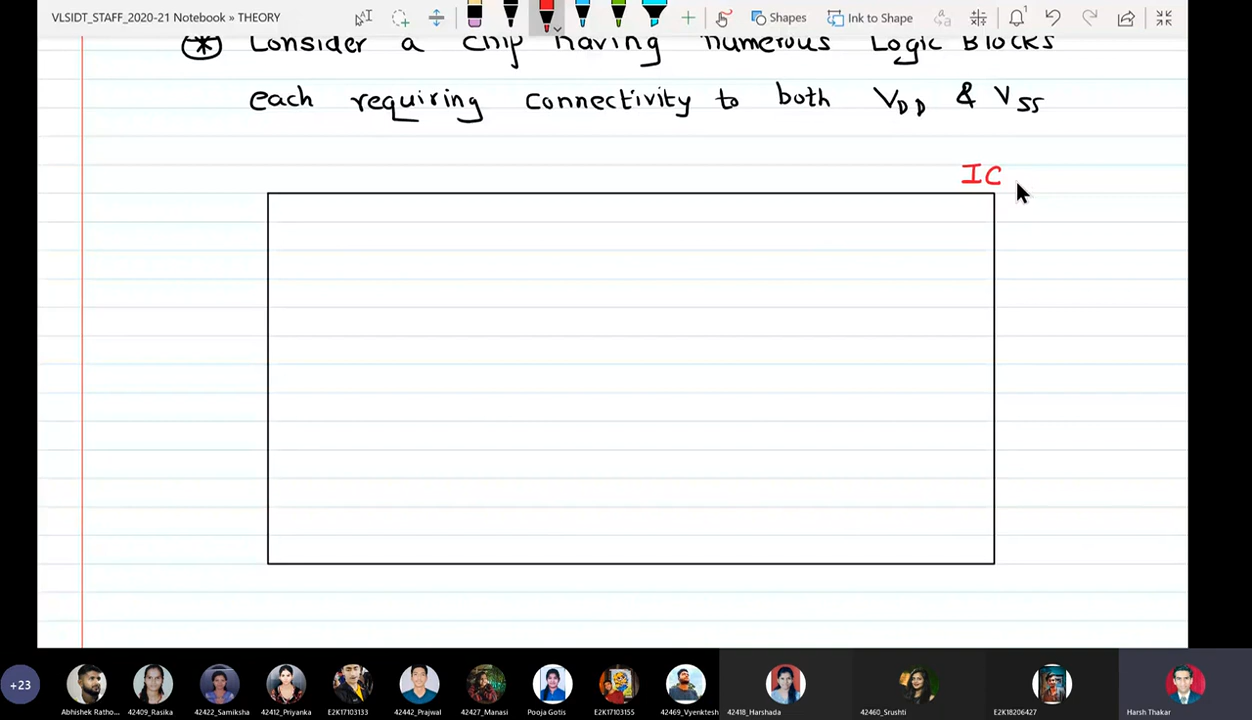 VLSIDT_STAFF_2020-21 Notebook » THEORY
Shapes
Ink to Shape
* Consider a chip having numerous Logic Blocks
each requiring connectivity to both VDD & VSS
IC
+23
Abhishek Ratho...
42409_Rasika
42422_Samiksha
42412_Priyanka
E2K17103133
42442_Prajwal
42427_Manasi
Pooja Gotis
E2K17103155
42469_Vyenktesh
42418_Harshada
42460_Srushti
E2K18206427
Harsh Thakar